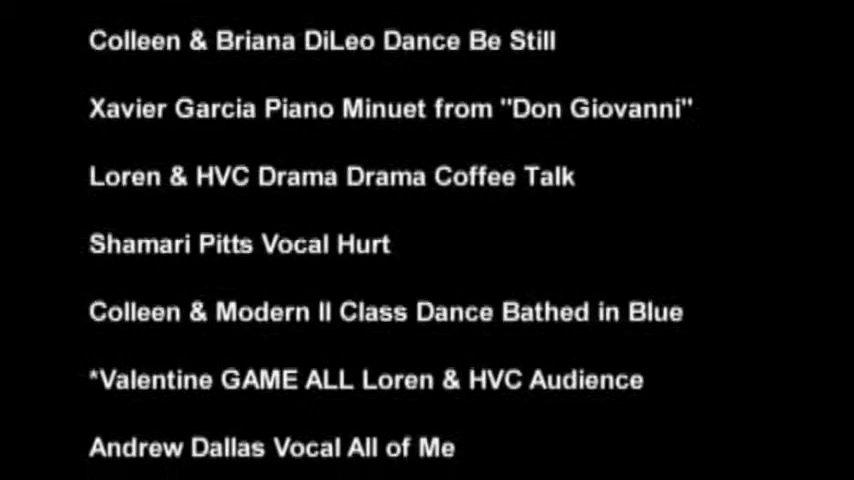 Colleen & Briana DiLeo Dance Be Still
Xavier Garcia Piano Minuet from "Don Giovanni"
Loren & HVC Drama Drama Coffee Talk
Shamari Pitts Vocal Hurt
Colleen & Modern II Class Dance Bathed in Blue
*Valentine GAME ALL Loren & HVC Audience
Andrew Dallas Vocal All of Me